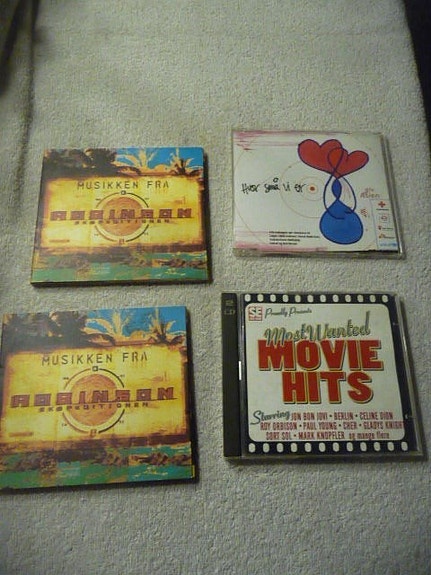 MUSIKKEN FRA
ROBINSON
EKSPEDITIONEN
Hvor små vi er
MUSIKKEN FRA
ROBINSON
EKSPEDITIONEN
2 CD
SE
Proudly Presents
Most Wanted
MOVIE
HITS
Starring JON BON JOVI • BERLIN • CELINE DION
ROY ORBISON • PAUL YOUNG • CHER • GLADYS KNIGHT
SORT SOL • MARK KNOPFLER og mange flere